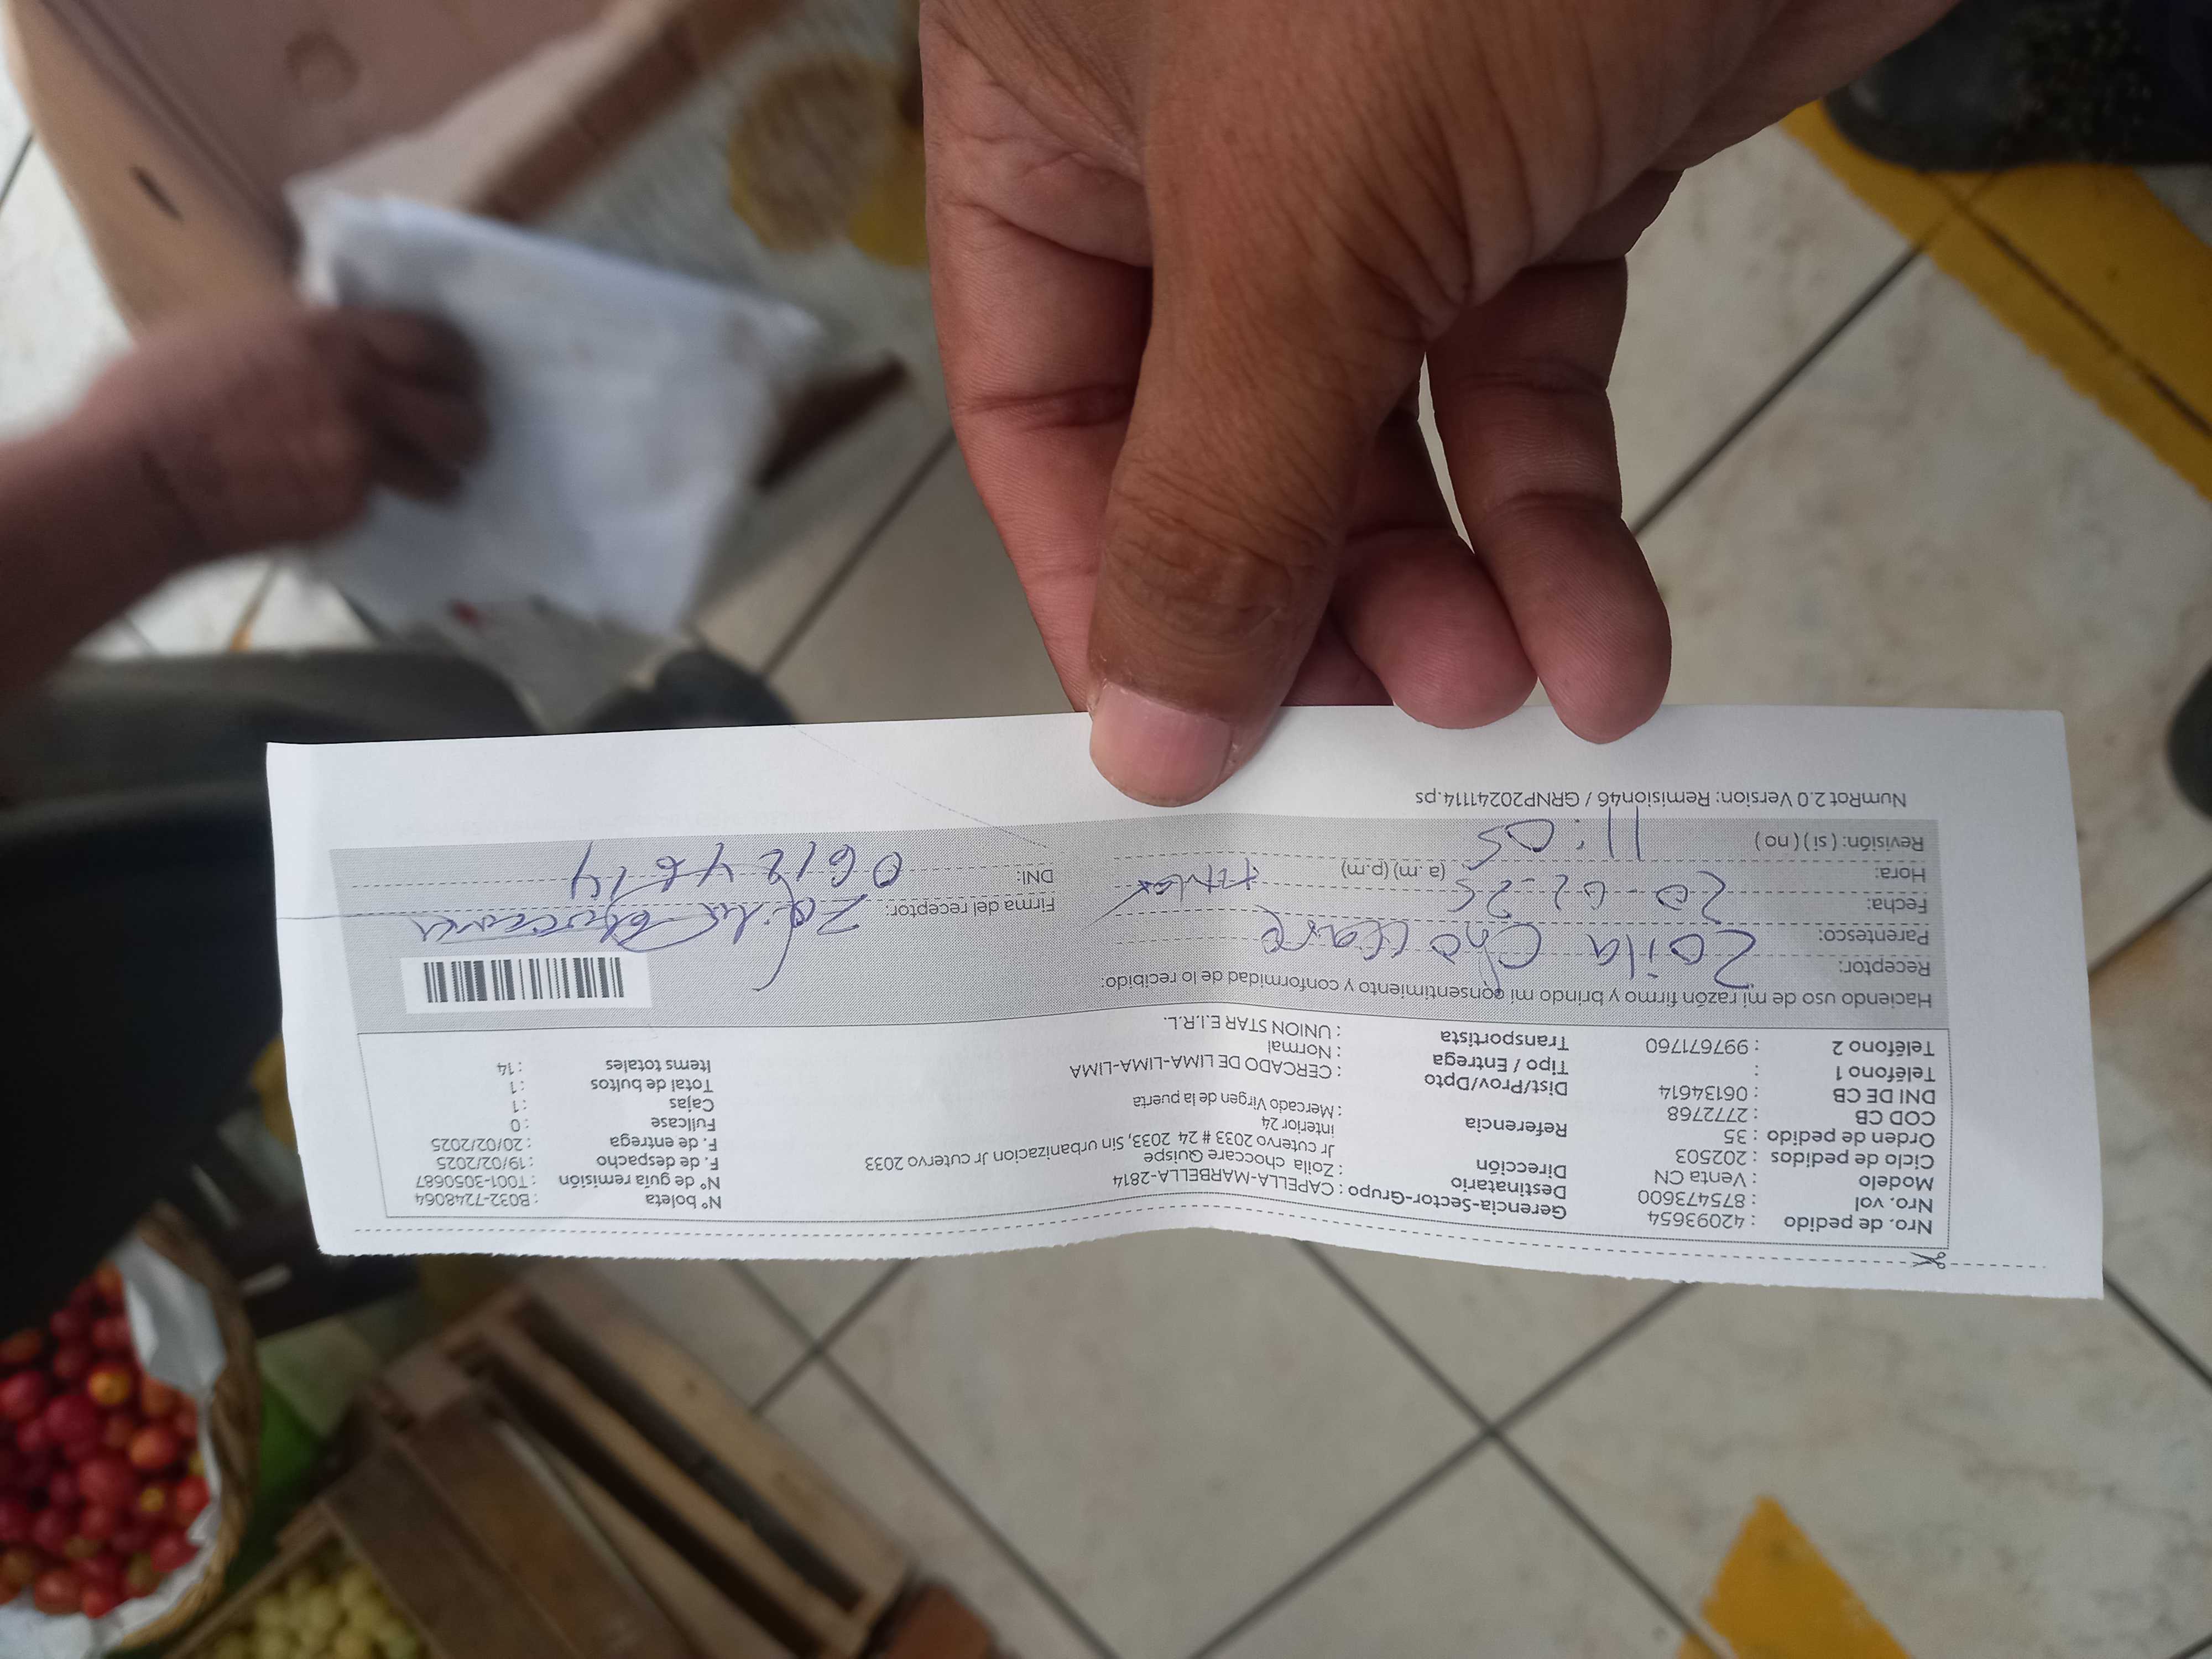 Nro. de pedido : 42093654
Nro. val : 875473600
Modelo : Venta CN
Ciclo de pedidos : 202503
Orden de pedido : 35
COD CB : 2772768
DNI DE CB : 06134614
Teléfono 1 :
Teléfono 2 : 997671760
Gerencia-Sector-Grupo : CAPELLA-MARBELLA-2814
Destinatario : Zoila choccare Quispe
Dirección : Jr cutervo 2033 # 24 2033, Sin urbanizacion Jr cutervo 2033
interior 24
Referencia : Mercado Virgen de la puerta
Dist/Prov/Dpto : CERCADO DE LIMA-LIMA-LIMA
Tipo / Entrega : Normal
Transportista : UNION STAR E.I.R.L.
N° boleta : B032-7248064
N° de guía remisión : T001-3050687
F. de despacho : 19/02/2025
F. de entrega : 20/02/2025
Fullcase : 0
Cajas : 1
Total de bultos : 1
Items totales : 14
Haciendo uso de mi razón firmo y brindo mi consentimiento y conformidad de lo recibido:
Receptor: Zoila Choccare
Parentesco:
Fecha: 20-02-25
Hora: 11:05 (a.m) (p.m)
Revisión: ( si ) ( no )
Firma del receptor: Zoila
DNI:
NumRot 2.0 Version: Remision46 / GRNP20241114.ps